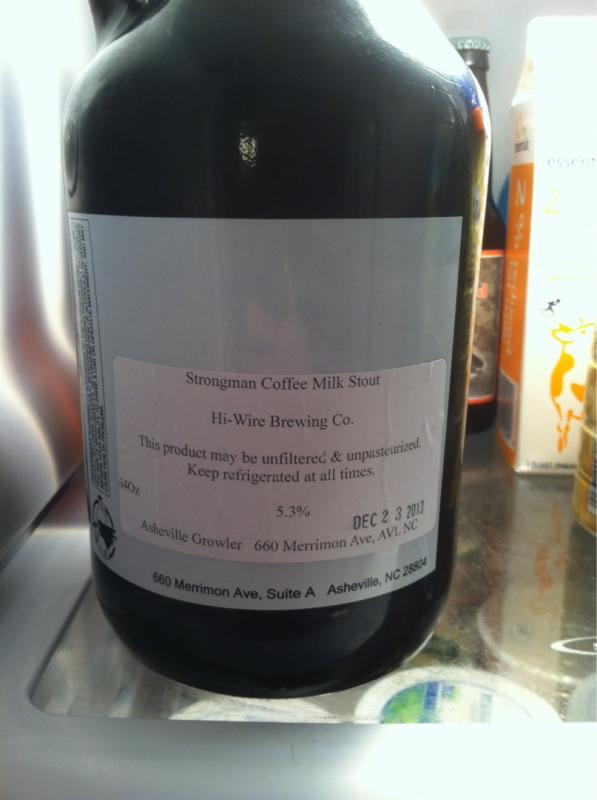 Strongman Coffee Milk Stout
Hi-Wire Brewing Co.
This product may be unfiltered & unpasteurized.
Keep refrigerated at all times.
64Oz
5.3%
DEC 23 2013
Asheville Growler 660 Merrimon Ave, AVL NC
660 Merrimon Ave, Suite A Asheville, NC 28804
essent
2
N